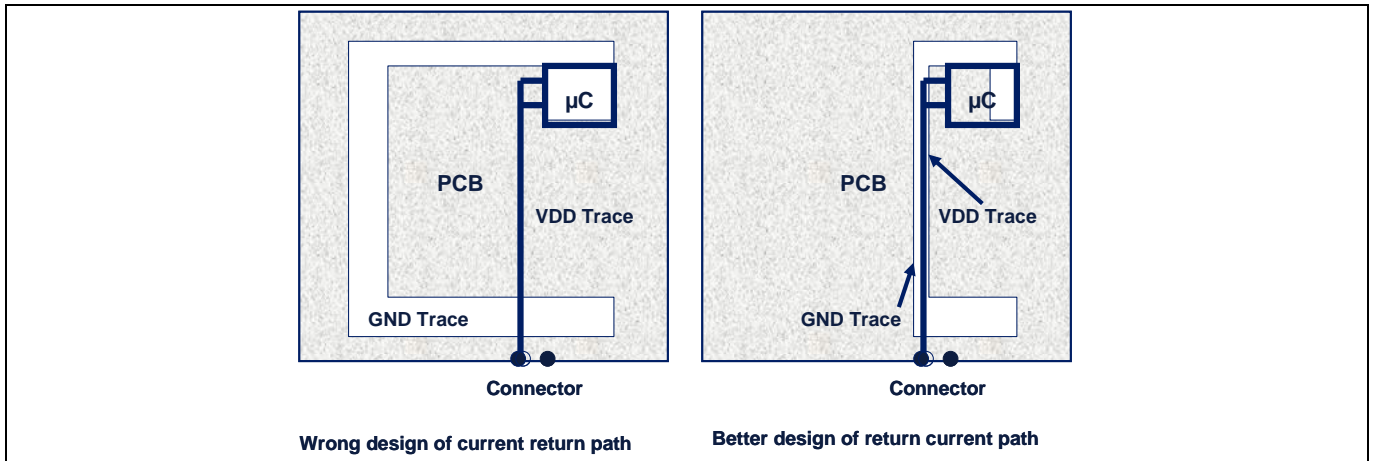 µC
PCB
VDD Trace
GND Trace
Connector
Wrong design of current return path
µC
PCB
VDD Trace
GND Trace
Connector
Better design of return current path